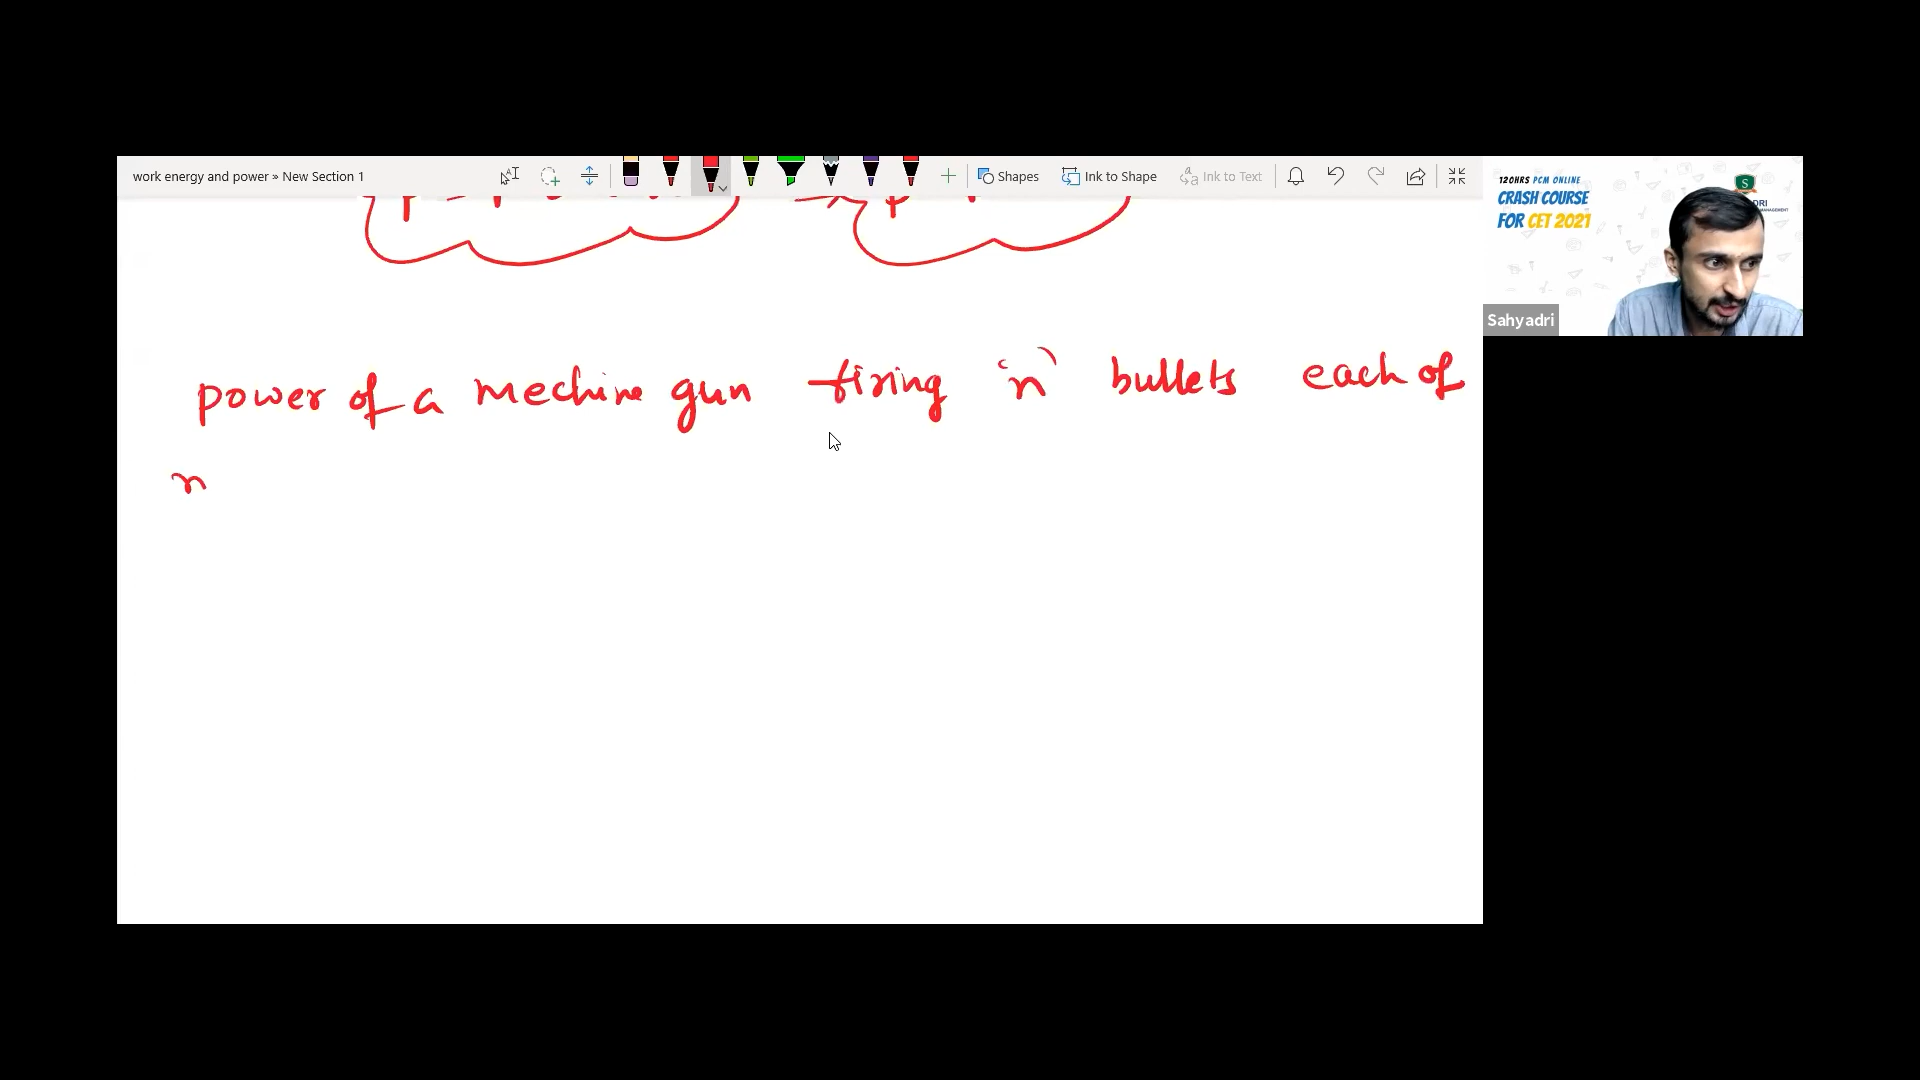 work energy and power » New Section 1
Shapes
Ink to Shape
Ink to Text
120HRS PCM ONLINE
CRASH COURSE
FOR CET 2021
S
DRI
Sahyadri
power of a mechine gun firing 'n' bullets each of